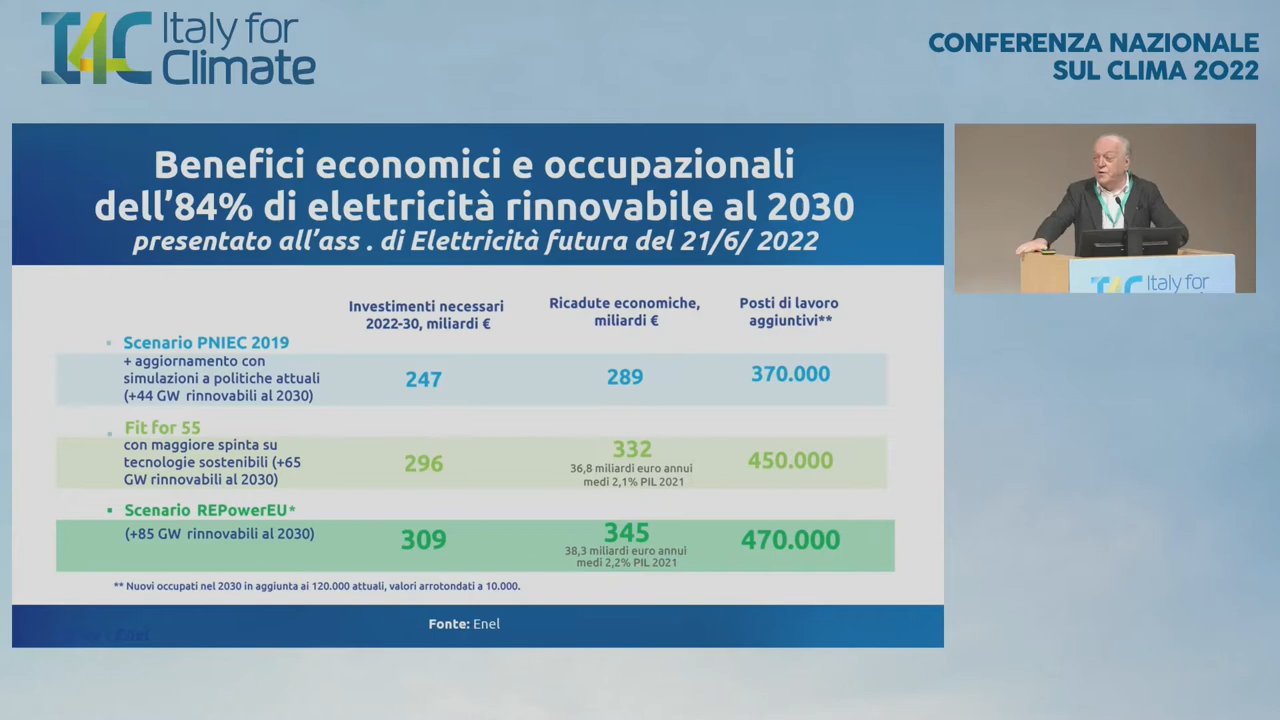 I4C Italy for
Climate
CONFERENZA NAZIONALE
SUL CLIMA 2022
Benefici economici e occupazionali
dell'84% di elettricità rinnovabile al 2030
presentato all'ass . di Elettricità futura del 21/6/ 2022
Investimenti necessari
2022-30, miliardi €
Ricadute economiche,
miliardi €
Posti di lavoro
aggiuntivi**
▪ Scenario PNIEC 2019
+ aggiornamento con
simulazioni a politiche attuali
(+44 GW rinnovabili al 2030)
247
289
370.000
▪ Fit for 55
con maggiore spinta su
tecnologie sostenibili (+65
GW rinnovabili al 2030)
296
332
36,8 miliardi euro annui
medi 2,1% PIL 2021
450.000
▪ Scenario REPowerEU*
(+85 GW rinnovabili al 2030)
309
345
38,3 miliardi euro annui
medi 2,2% PIL 2021
470.000
** Nuovi occupati nel 2030 in aggiunta ai 120.000 attuali, valori arrotondati a 10.000.
Fonte: Enel
Enel
I4C Italy for